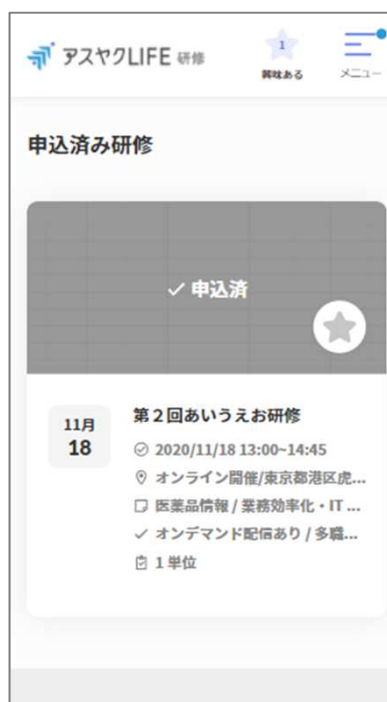 アスヤクLIFE 研修
1
興味ある
メニュー
申込済み研修
申込済
11月
18
第２回あいうえお研修
2020/11/18 13:00~14:45
オンライン開催/東京都港区虎...
医薬品情報 / 業務効率化・IT ...
オンデマンド配信あり / 多職...
1 単位